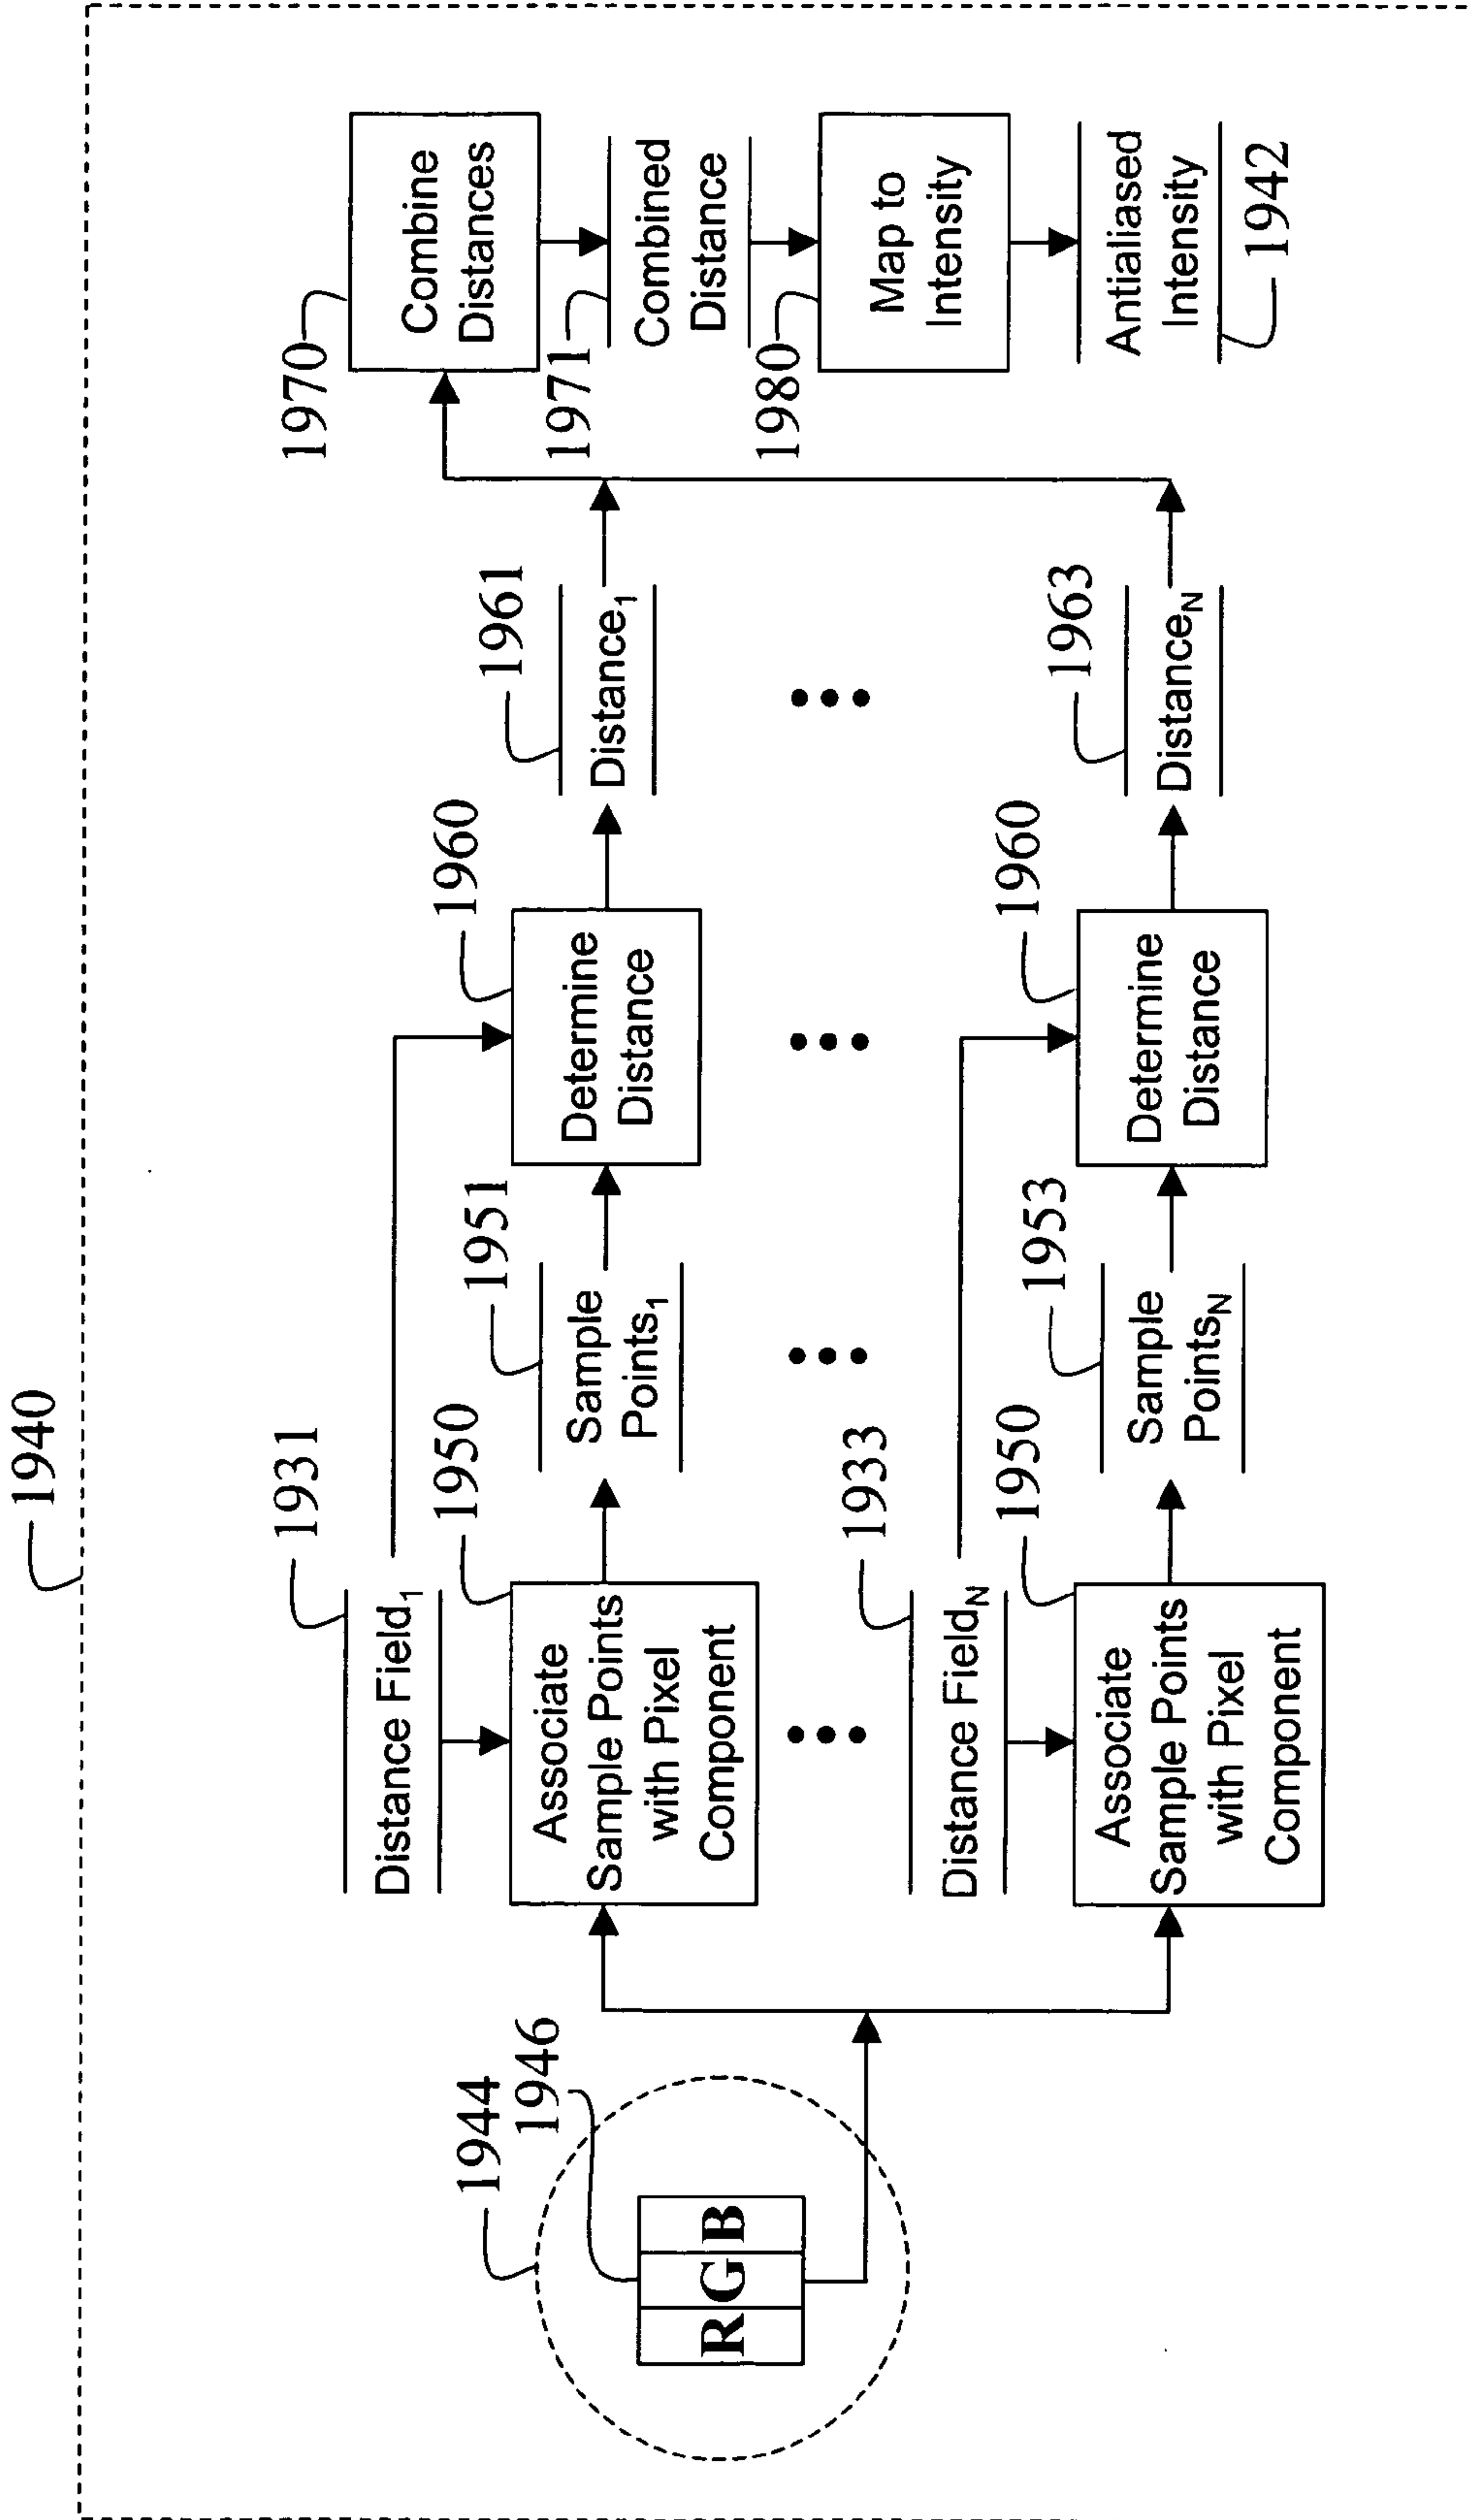 1940
1944
1946
R G B
1931
Distance Field1
1950
Associate
Sample Points
with Pixel
Component
1951
Sample
Points1
1960
Determine
Distance
1961
Distance1
1933
Distance FieldN
1950
Associate
Sample Points
with Pixel
Component
1953
Sample
PointsN
1960
Determine
Distance
1963
DistanceN
1970
Combine
Distances
1971
Combined
Distance
1980
Map to
Intensity
Antialiased
Intensity
1942